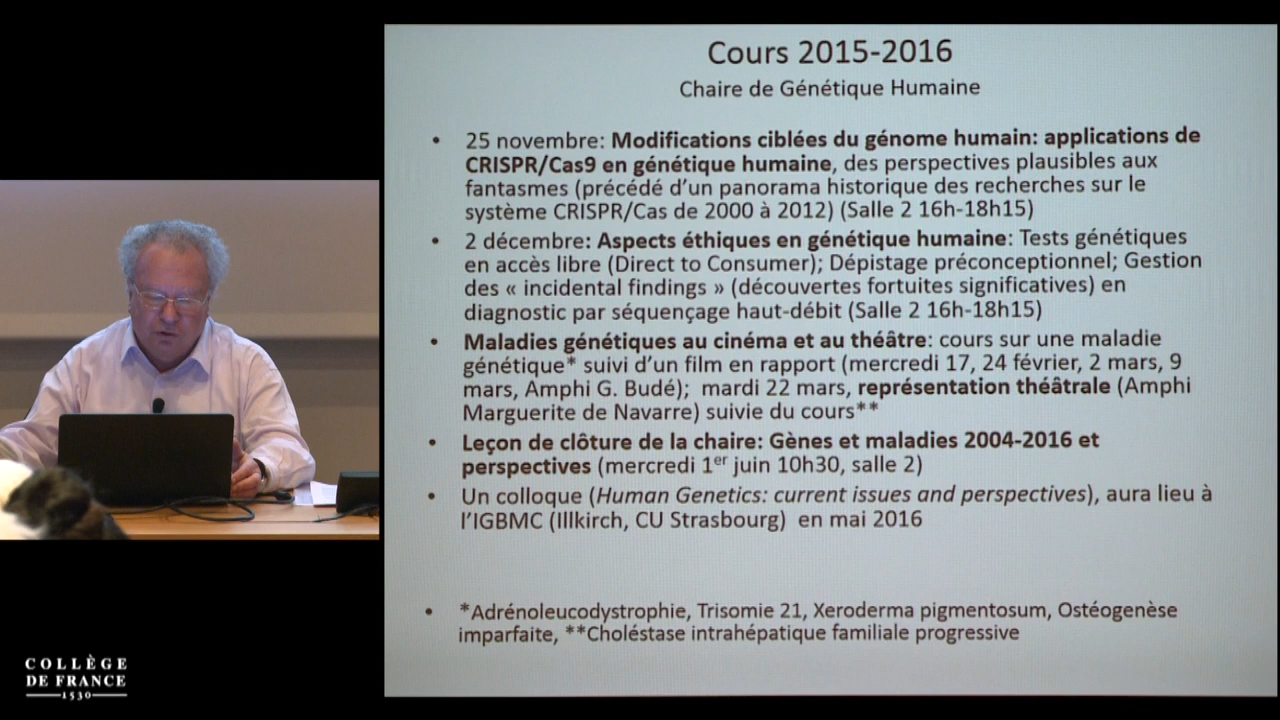 Cours 2015-2016
Chaire de Génétique Humaine
• 25 novembre: Modifications ciblées du génome humain: applications de
CRISPR/Cas9 en génétique humaine, des perspectives plausibles aux
fantasmes (précédé d'un panorama historique des recherches sur le
système CRISPR/Cas de 2000 à 2012) (Salle 2 16h-18h15)
• 2 décembre: Aspects éthiques en génétique humaine: Tests génétiques
en accès libre (Direct to Consumer); Dépistage préconceptionnel; Gestion
des « incidental findings » (découvertes fortuites significatives) en
diagnostic par séquençage haut-débit (Salle 2 16h-18h15)
• Maladies génétiques au cinéma et au théâtre: cours sur une maladie
génétique* suivi d'un film en rapport (mercredi 17, 24 février, 2 mars, 9
mars, Amphi G. Budé); mardi 22 mars, représentation théâtrale (Amphi
Marguerite de Navarre) suivie du cours**
• Leçon de clôture de la chaire: Gènes et maladies 2004-2016 et
perspectives (mercredi 1er juin 10h30, salle 2)
• Un colloque (Human Genetics: current issues and perspectives), aura lieu à
l'IGBMC (Illkirch, CU Strasbourg) en mai 2016
• *Adrénoleucodystrophie, Trisomie 21, Xeroderma pigmentosum, Ostéogenèse
imparfaite, **Choléstase intrahépatique familiale progressive
COLLÈGE
DE FRANCE
1530